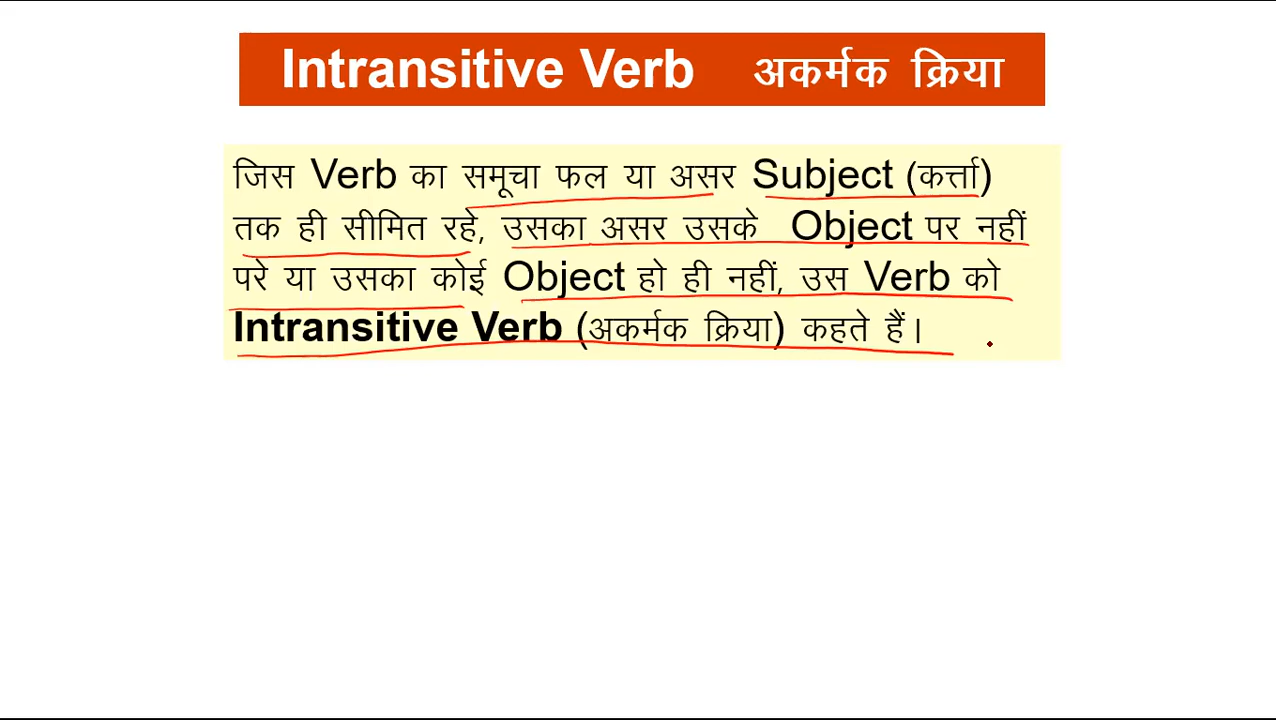 Intransitive Verb अकर्मक क्रिया
जिस Verb का समूचा फल या असर Subject (कर्त्ता)
तक ही सीमित रहे, उसका असर उसके Object पर नहीं
परे या उसका कोई Object हो ही नहीं, उस Verb को
Intransitive Verb (अकर्मक क्रिया) कहते हैं।